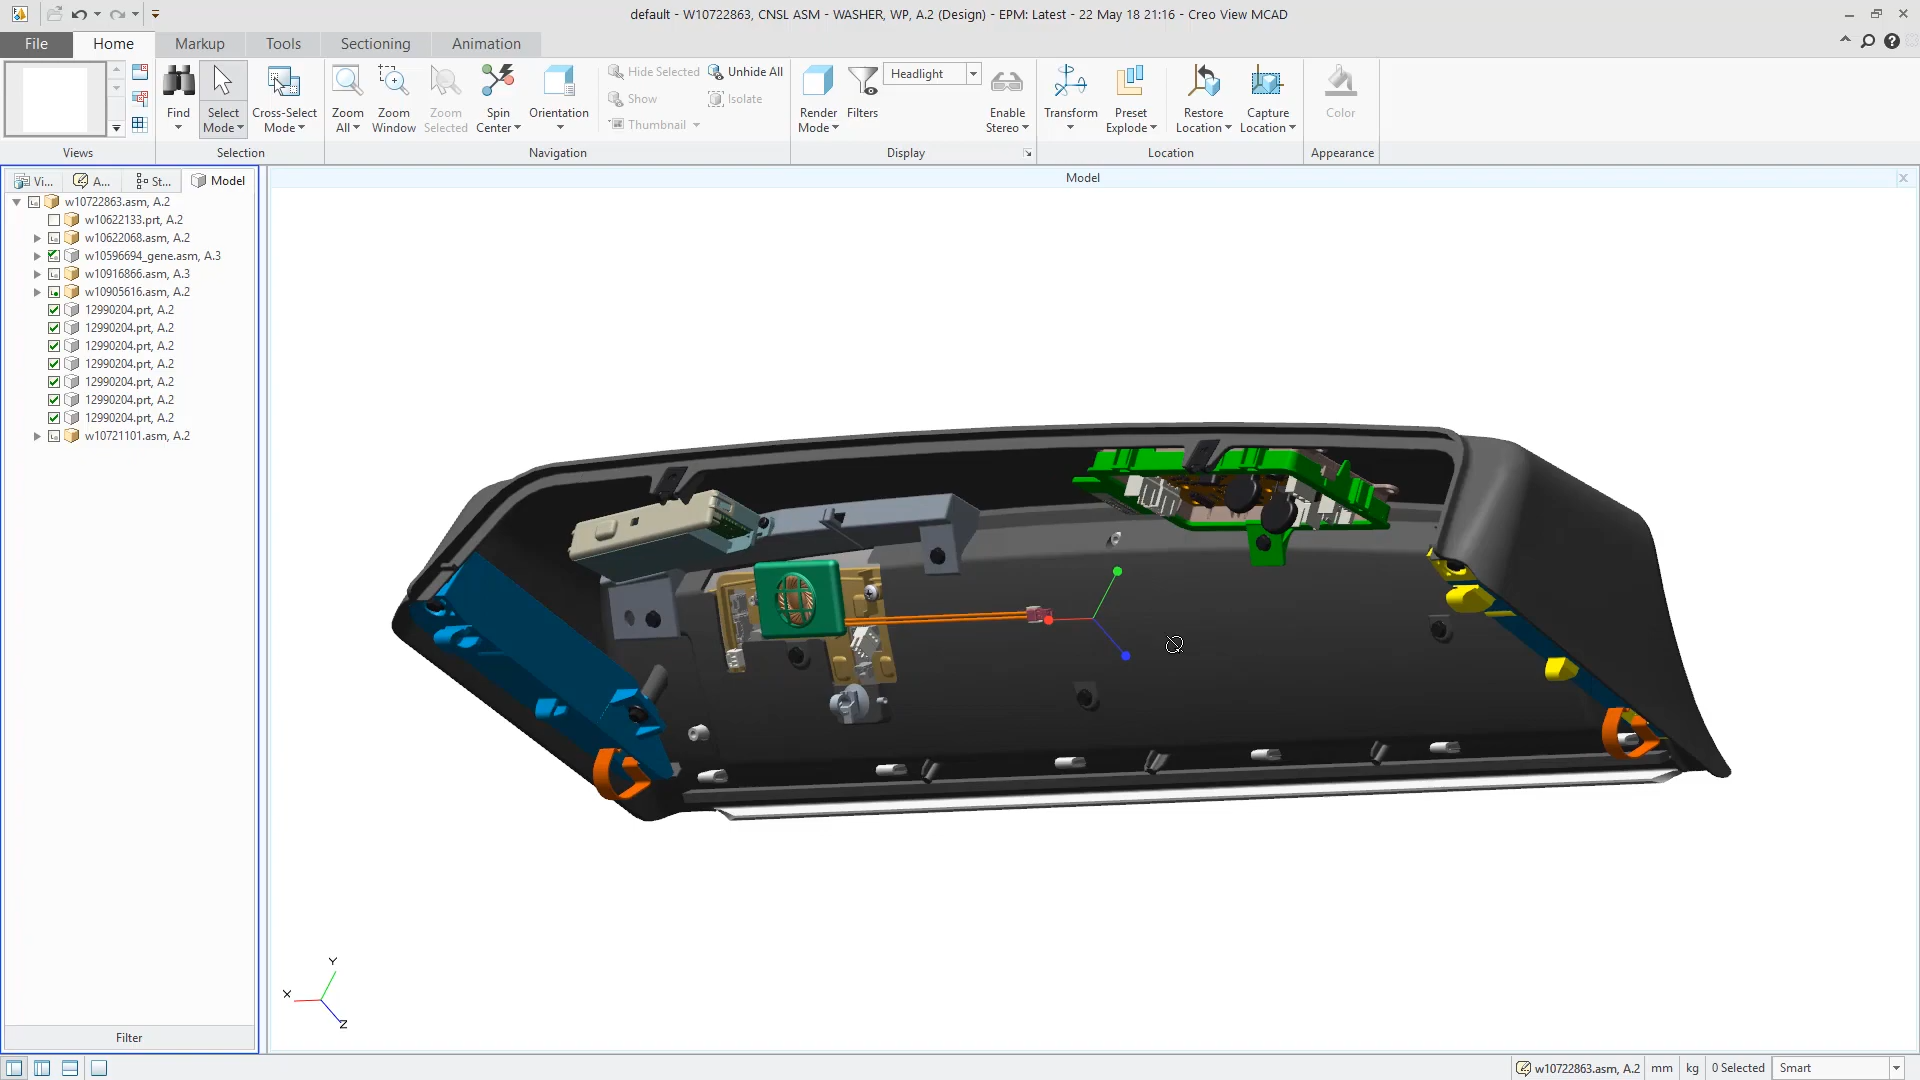 default - W10722863, CNSL ASM - WASHER, WP, A.2 (Design) - EPM: Latest - 22 May 18 21:16 - Creo View MCAD
File
Home
Markup
Tools
Sectioning
Animation
Find
Select Mode
Cross-Select Mode
Zoom All
Zoom Window
Zoom Selected
Spin Center
Orientation
Hide Selected
Unhide All
Show
Isolate
Thumbnail
Render Mode
Filters
Headlight
Enable Stereo
Transform
Preset Explode
Restore Location
Capture Location
Color
Views
Selection
Navigation
Display
Location
Appearance
Vi...
A...
St...
Model
Model
w10722863.asm, A.2
w10622133.prt, A.2
w10622068.asm, A.2
w10596694_gene.asm, A.3
w10916866.asm, A.3
w10905616.asm, A.2
12990204.prt, A.2
12990204.prt, A.2
12990204.prt, A.2
12990204.prt, A.2
12990204.prt, A.2
12990204.prt, A.2
12990204.prt, A.2
w10721101.asm, A.2
Y
X
Z
Filter
w10722863.asm, A.2
mm
kg
0 Selected
Smart